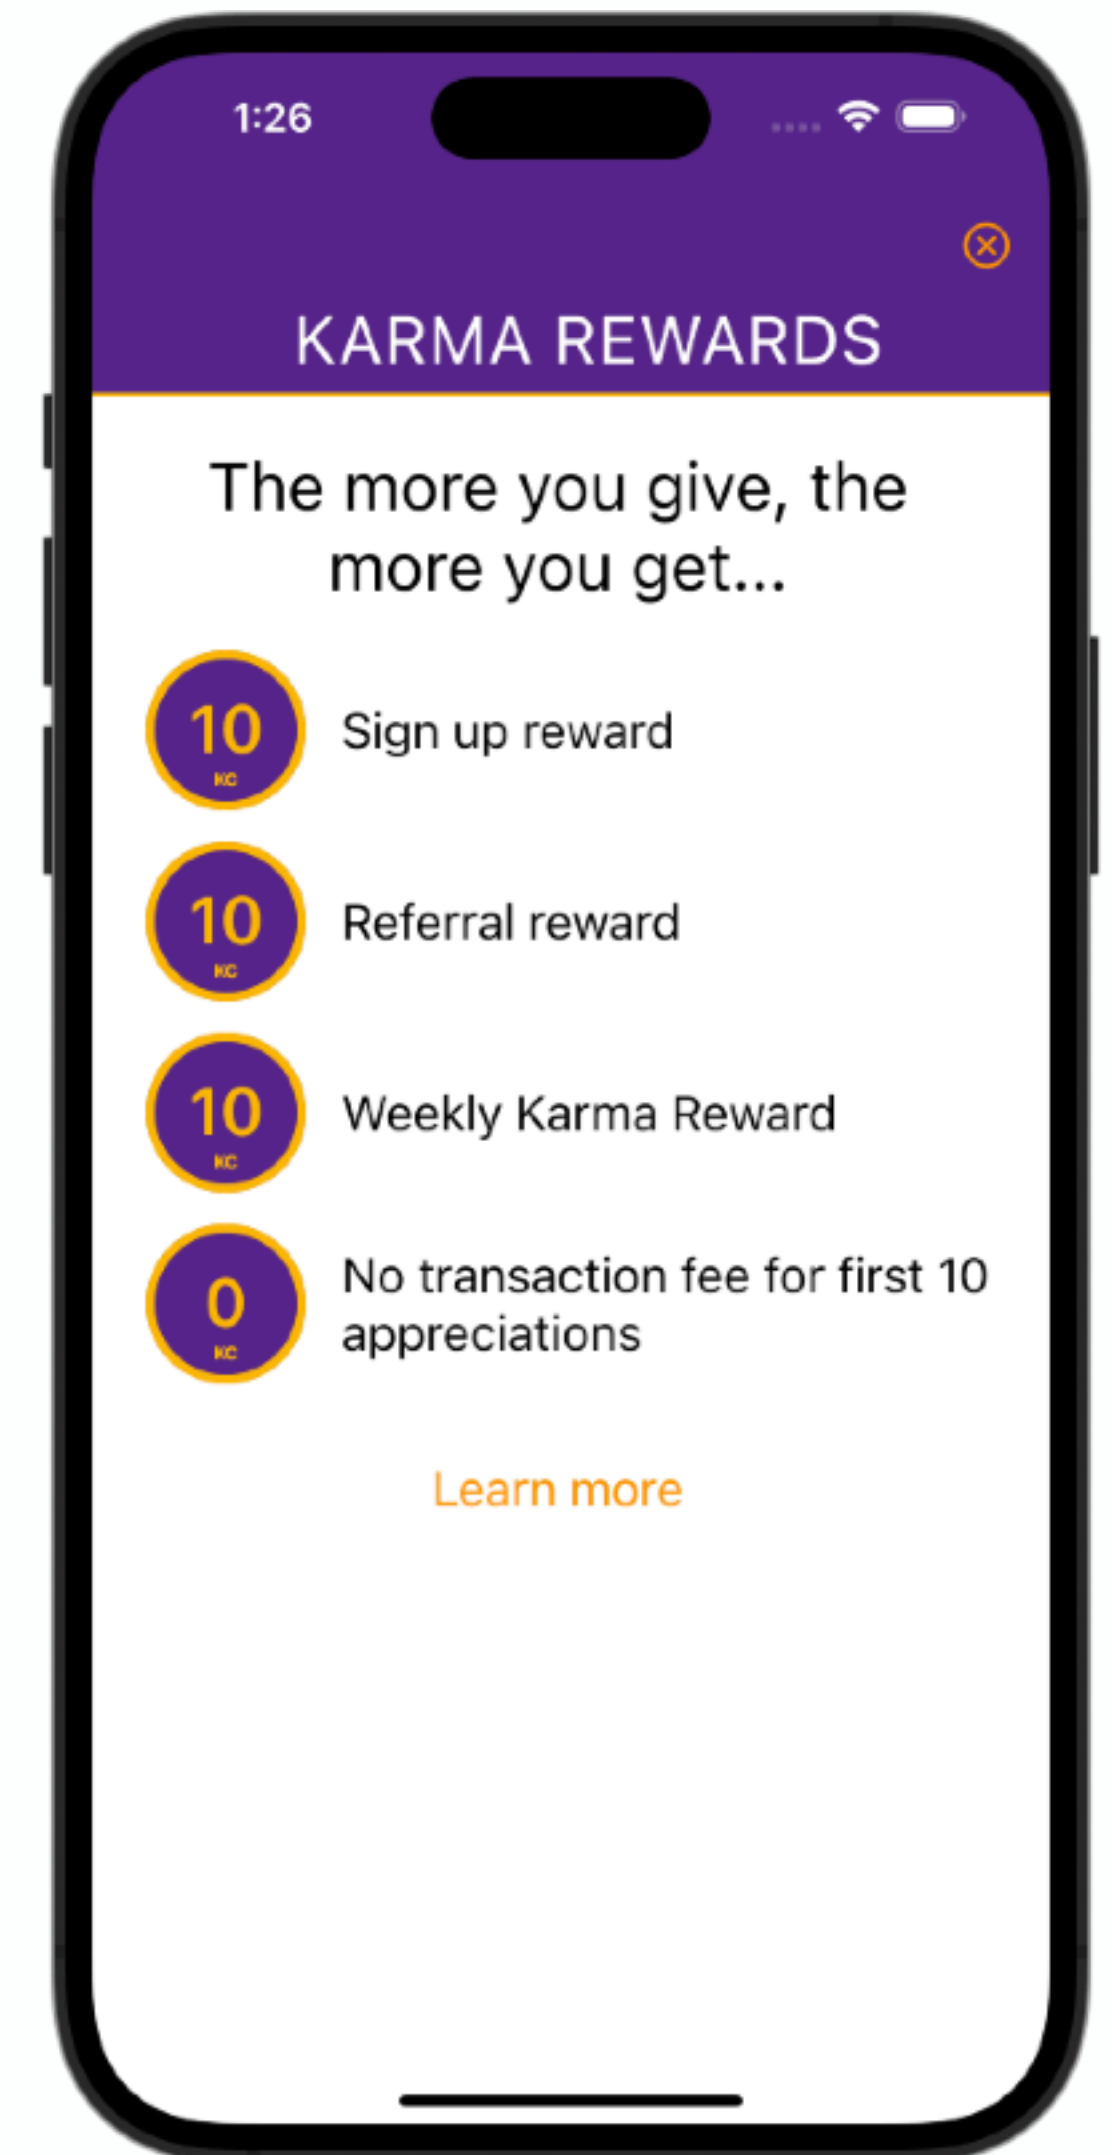 1:26
KARMA REWARDS
The more you give, the
more you get...
10
KC
Sign up reward
10
KC
Referral reward
10
KC
Weekly Karma Reward
0
KC
No transaction fee for first 10
appreciations
Learn more